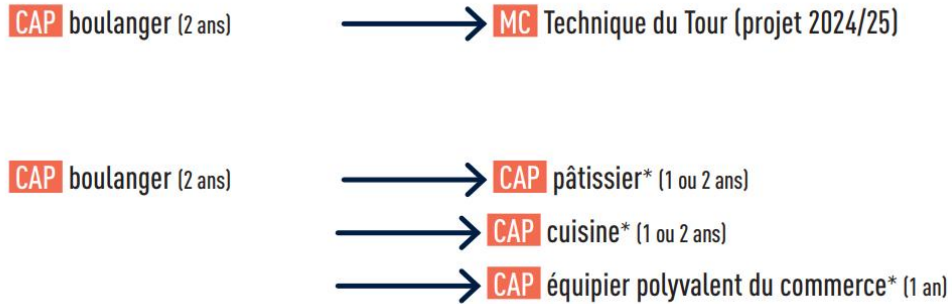 CAP boulanger (2 ans) MC Technique du Tour (projet 2024/25)
CAP boulanger (2 ans) CAP pâtissier* (1 ou 2 ans)
CAP cuisine* (1 ou 2 ans)
CAP équipier polyvalent du commerce* (1 an)